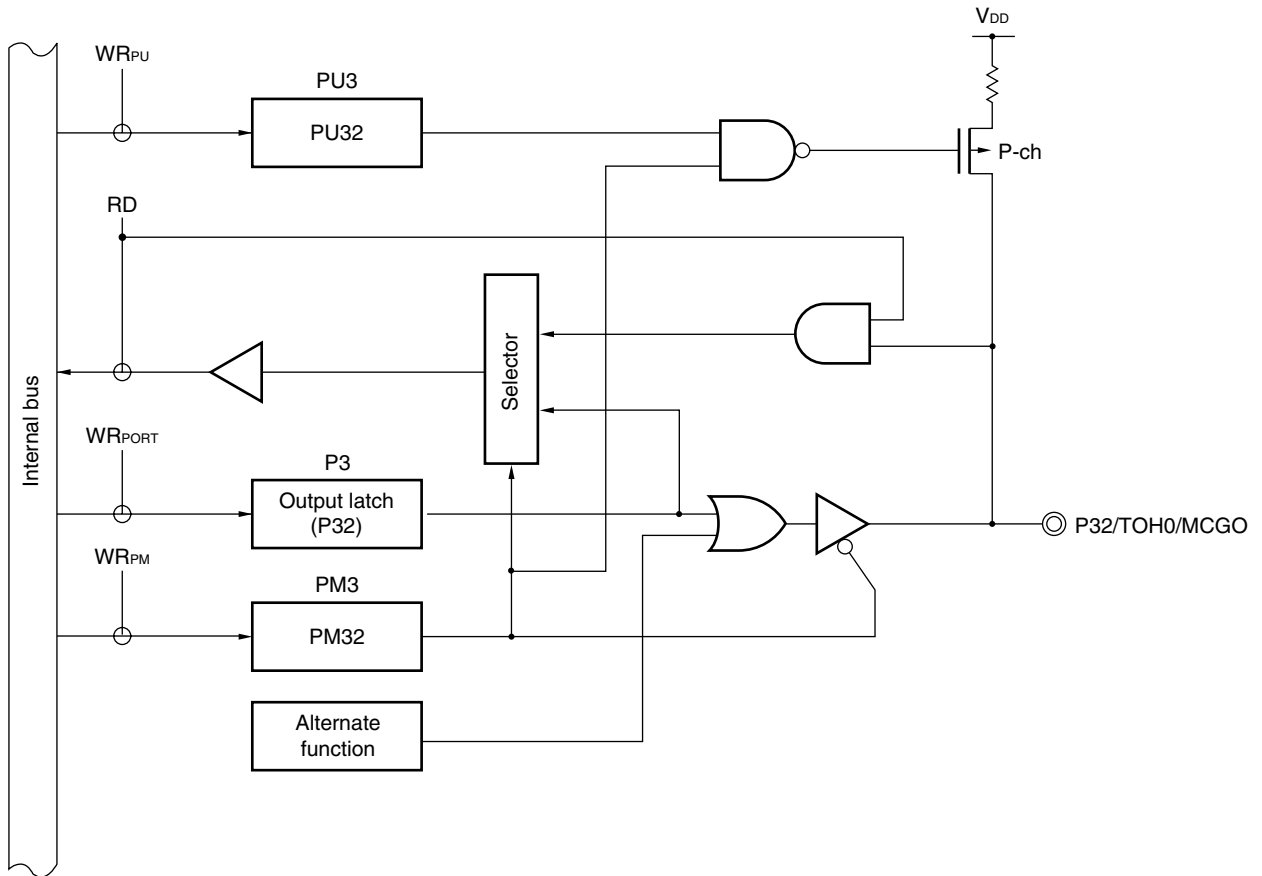 VDD
WRPU
PU3
PU32
P-ch
RD
Selector
Internal bus
WRPORT
P3
Output latch
(P32)
P32/TOH0/MCGO
WRPM
PM3
PM32
Alternate
function